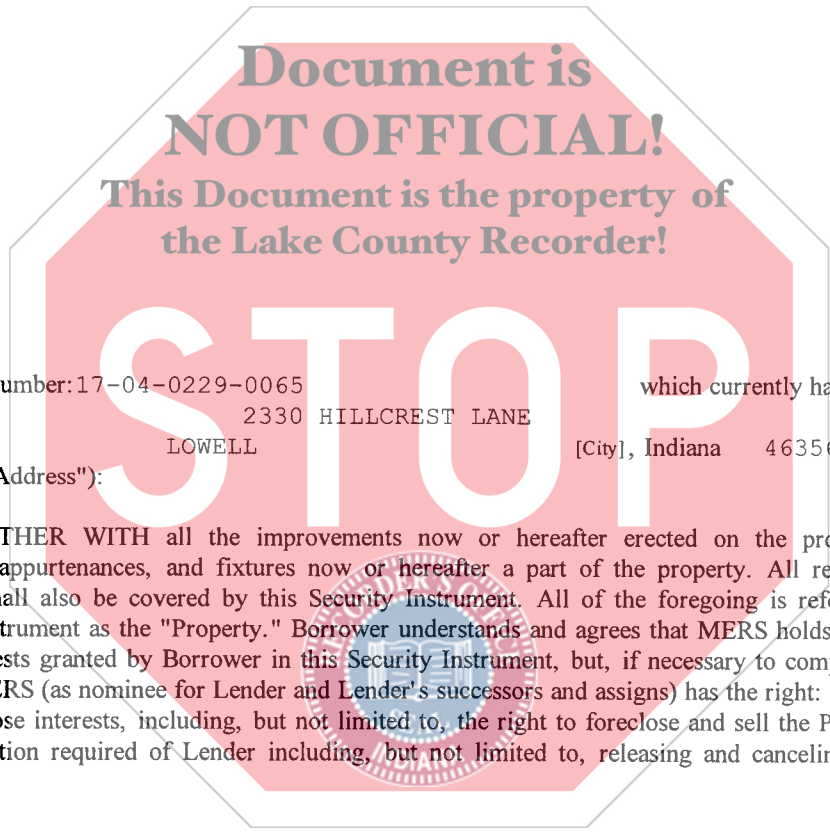 Document is
NOT OFFICIAL!
This Document is the property of
the Lake County Recorder!
STOP
umber:17-04-0229-0065 which currently ha
2330 HILLCREST LANE
LOWELL [City], Indiana 46356
Address"):
THER WITH all the improvements now or hereafter erected on the pro
appurtenances, and fixtures now or hereafter a part of the property. All re
all also be covered by this Security Instrument. All of the foregoing is refe
trument as the "Property." Borrower understands and agrees that MERS holds
ests granted by Borrower in this Security Instrument, but, if necessary to com
ERS (as nominee for Lender and Lender's successors and assigns) has the right:
ose interests, including, but not limited to, the right to foreclose and sell the P
tion required of Lender including, but not limited to, releasing and cancelin
RECORDER'S OFFICE
SEAL
INDIANA